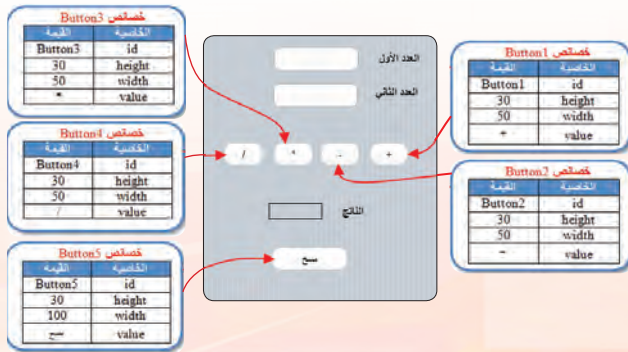 خصائص Button3
الخاصية القيمة
id Button3
height 30
width 50
value *
خصائص Button4
الخاصية القيمة
id Button4
height 30
width 50
value /
خصائص Button5
الخاصية القيمة
id Button5
height 30
width 100
value مسح
العدد الأول
العدد الثاني
+ - * /
الناتج
مسح
خصائص Button1
الخاصية القيمة
id Button1
height 30
width 50
value +
خصائص Button2
الخاصية القيمة
id Button2
height 30
width 50
value -